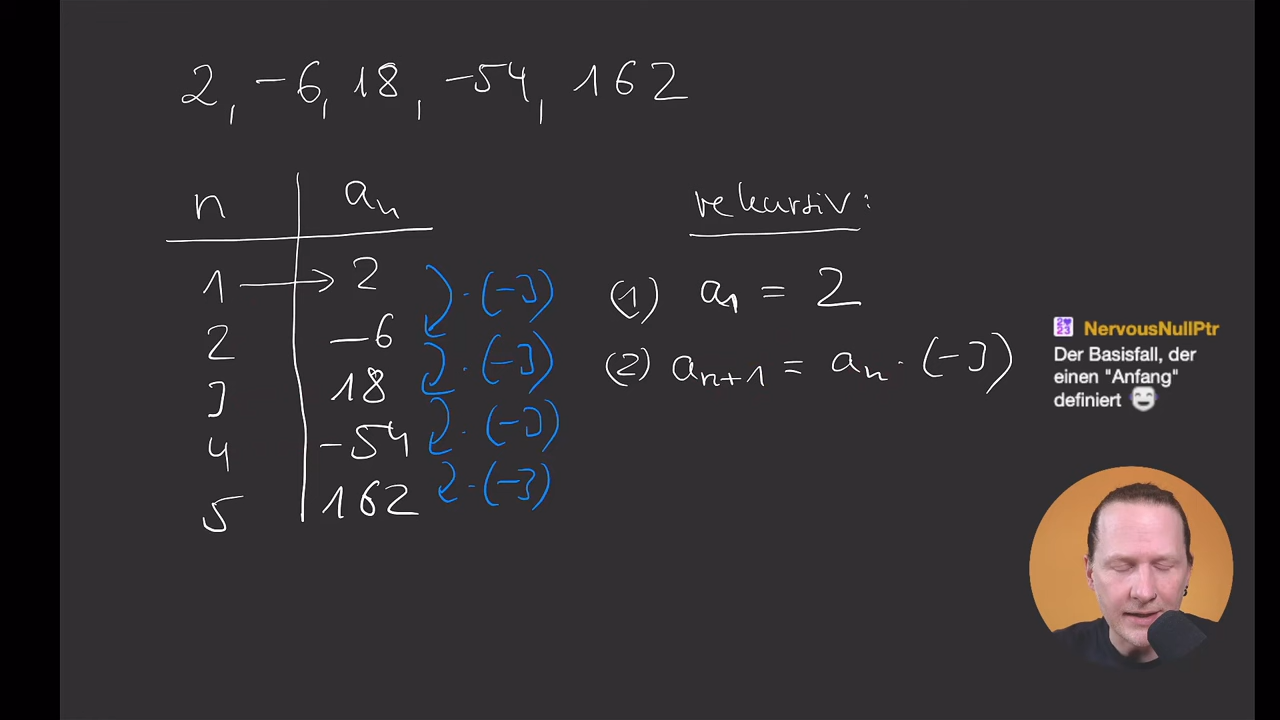 2, -6, 18, -54, 162
n aₙ
1 → 2
2 -6
3 18
4 -54
5 162
· (-3)
· (-3)
· (-3)
· (-3)
rekursiv:
(1) a₁ = 2
(2) aₙ₊₁ = aₙ · (-3)
NervousNullPtr
Der Basisfall, der
einen "Anfang"
definiert